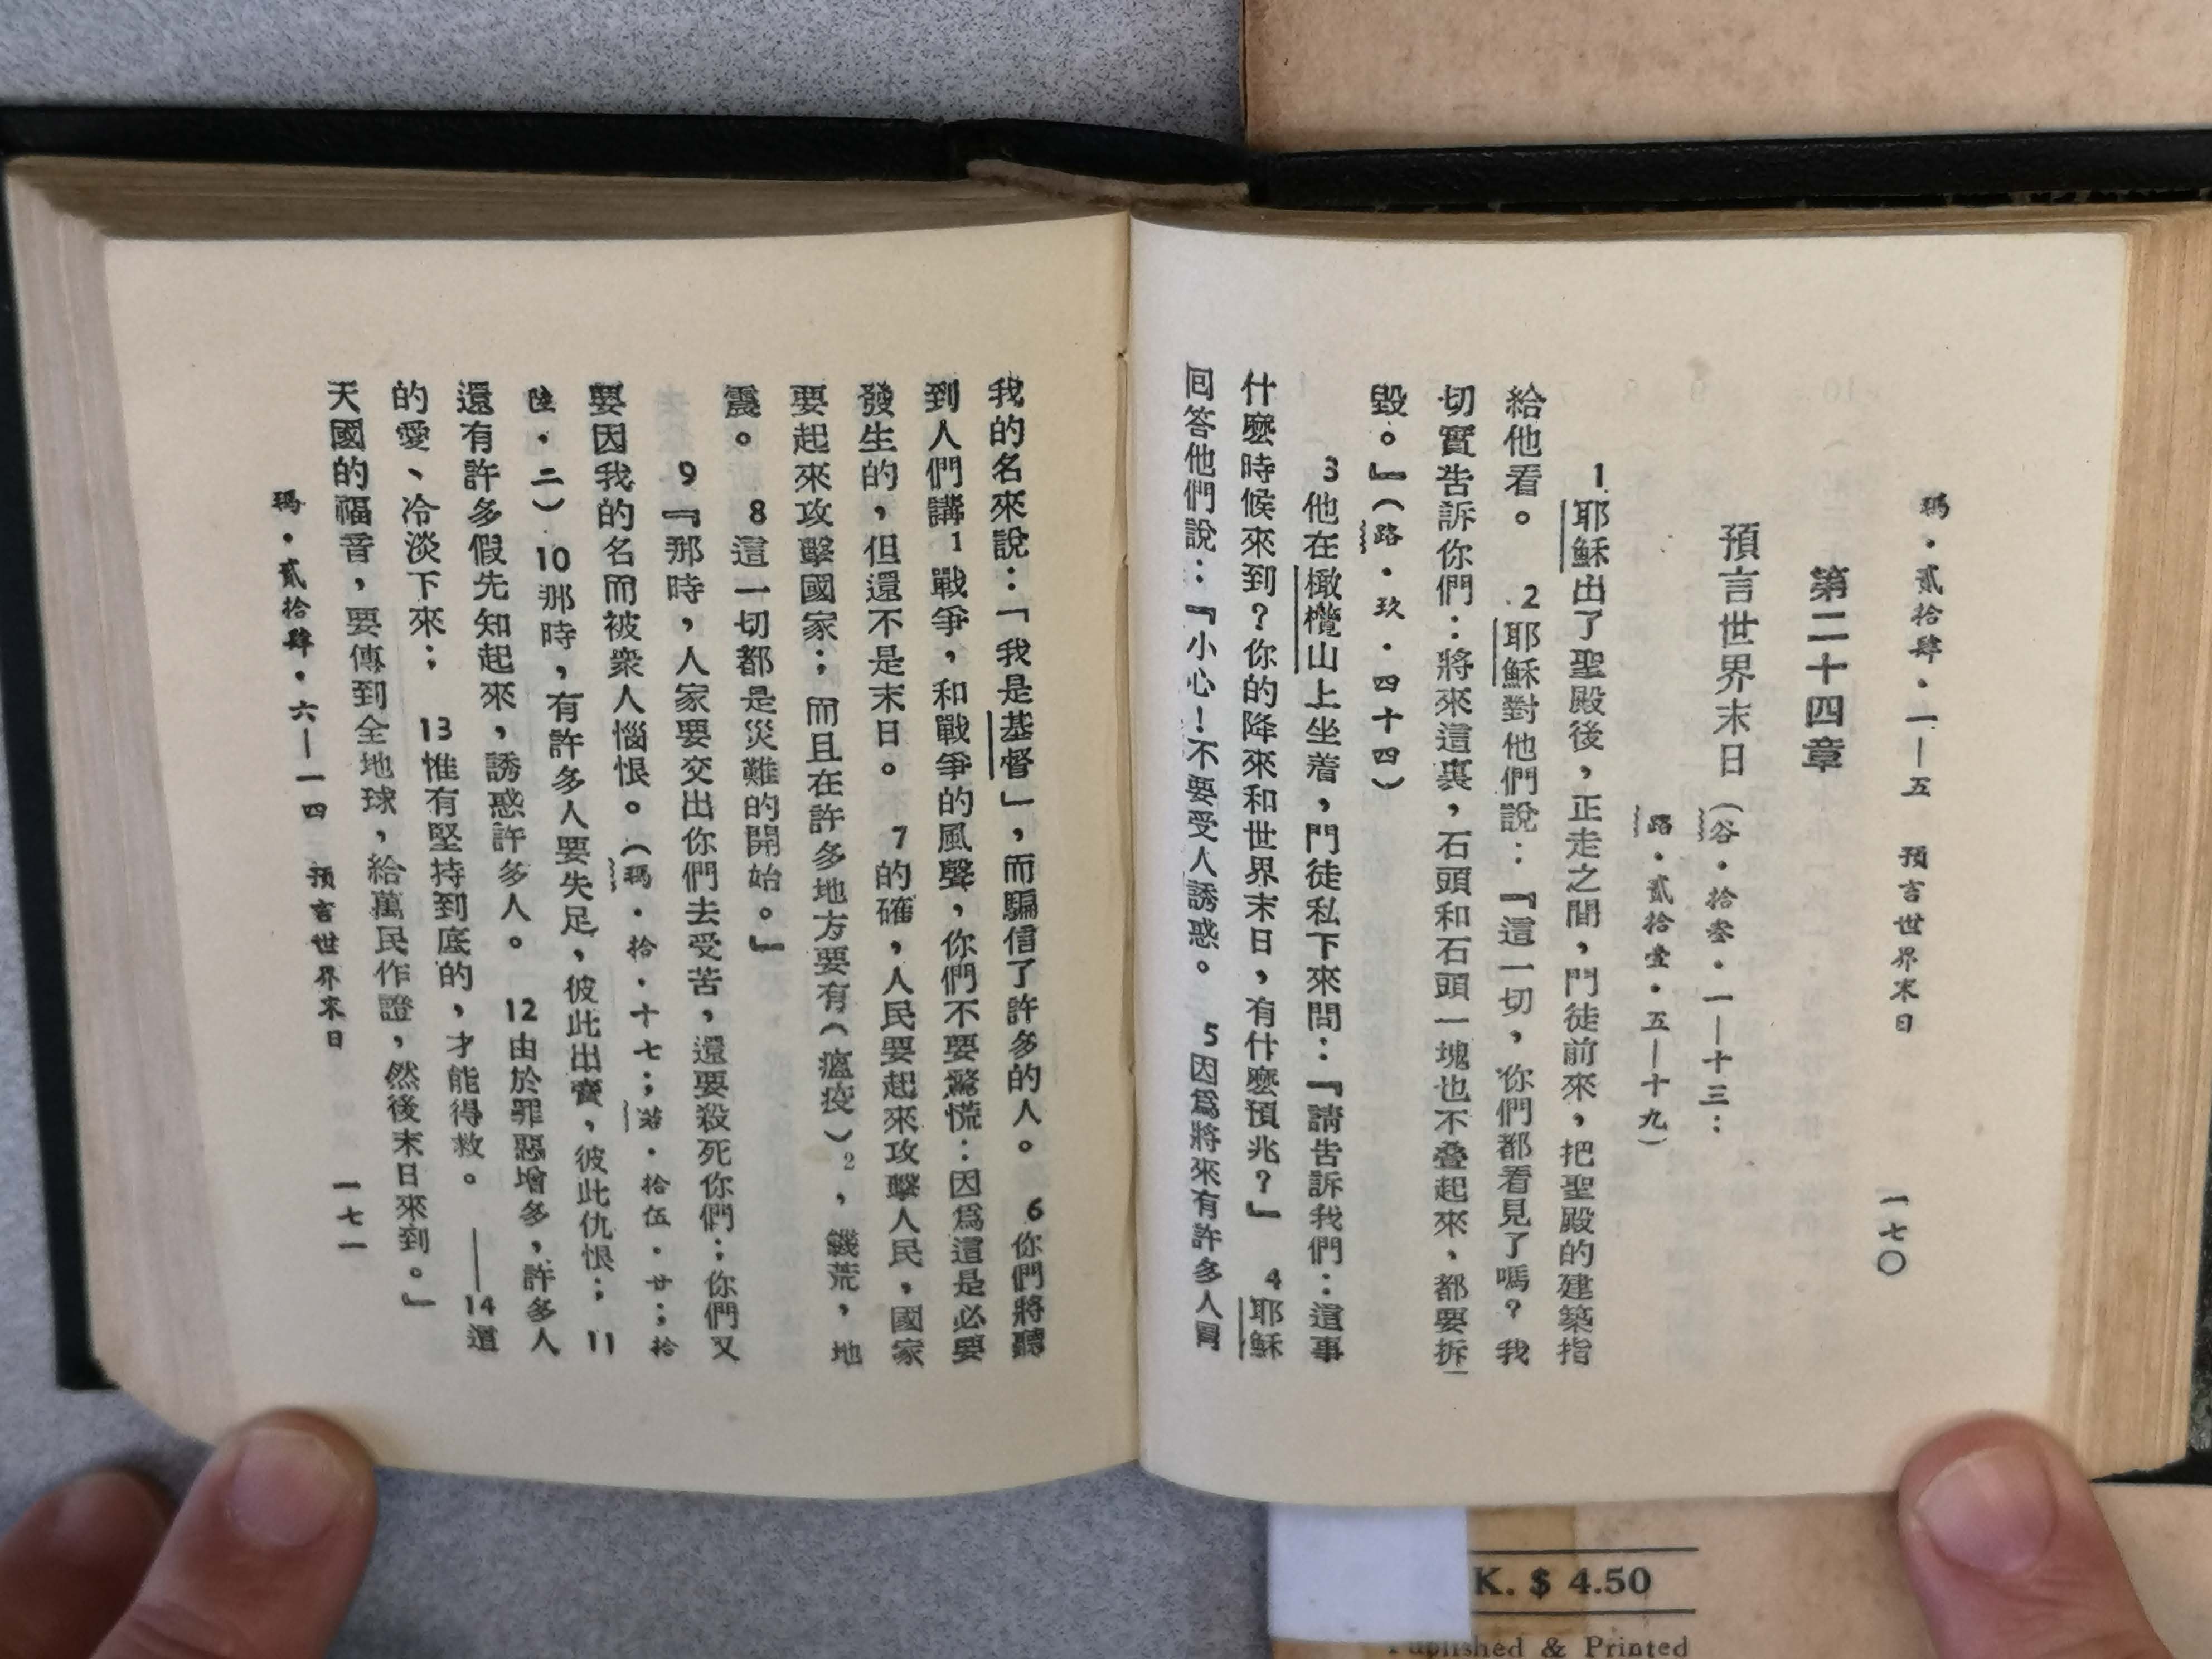 瑪・貳拾肆・一—五　預言世界末日　一七〇
第二十四章
預言世界末日（谷・拾叁・一—十三：
路・貳拾壹・五—十九）
1耶穌出了聖殿後，正走之間，門徒前來，把聖殿的建築指
給他看。　2耶穌對他們說：『這一切，你們都看見了嗎？我
切實告訴你們：將來這裏，石頭和石頭一塊也不叠起來，都要拆
毀。』（路・玖・四十四）
3他在橄欖山上坐着，門徒私下來問：『請告訴我們：這事
什麼時候來到？你的降來和世界末日，有什麼預兆？』　4耶穌
回答他們說：『小心！不要受人誘惑。　5因爲將來有許多人冒
我的名來說：「我是基督」，而騙信了許多的人。　6你們將聽
到人們講1戰爭，和戰爭的風聲，你們不要驚慌：因爲這是必要
發生的，但還不是末日。　7的確，人民要起來攻擊人民，國家
要起來攻擊國家；而且在許多地方要有（瘟疫）2，饑荒，地
震。　8這一切都是災難的開始。』
9『那時，人家要交出你們去受苦，還要殺死你們；你們又
要因我的名而被衆人惱恨。（瑪・拾・十七；若・拾伍・廿；拾
陸・二）10那時，有許多人要失足，彼此出賣，彼此仇恨；　11
還有許多假先知起來，誘惑許多人。　12由於罪惡增多，許多人
的愛、冷淡下來；　13惟有堅持到底的，才能得救。　——14這
天國的福音，要傳到全地球，給萬民作證，然後末日來到。』
瑪・貳拾肆・六—一四　預言世界末日　一七一
K. $ 4.50
Published & Printed